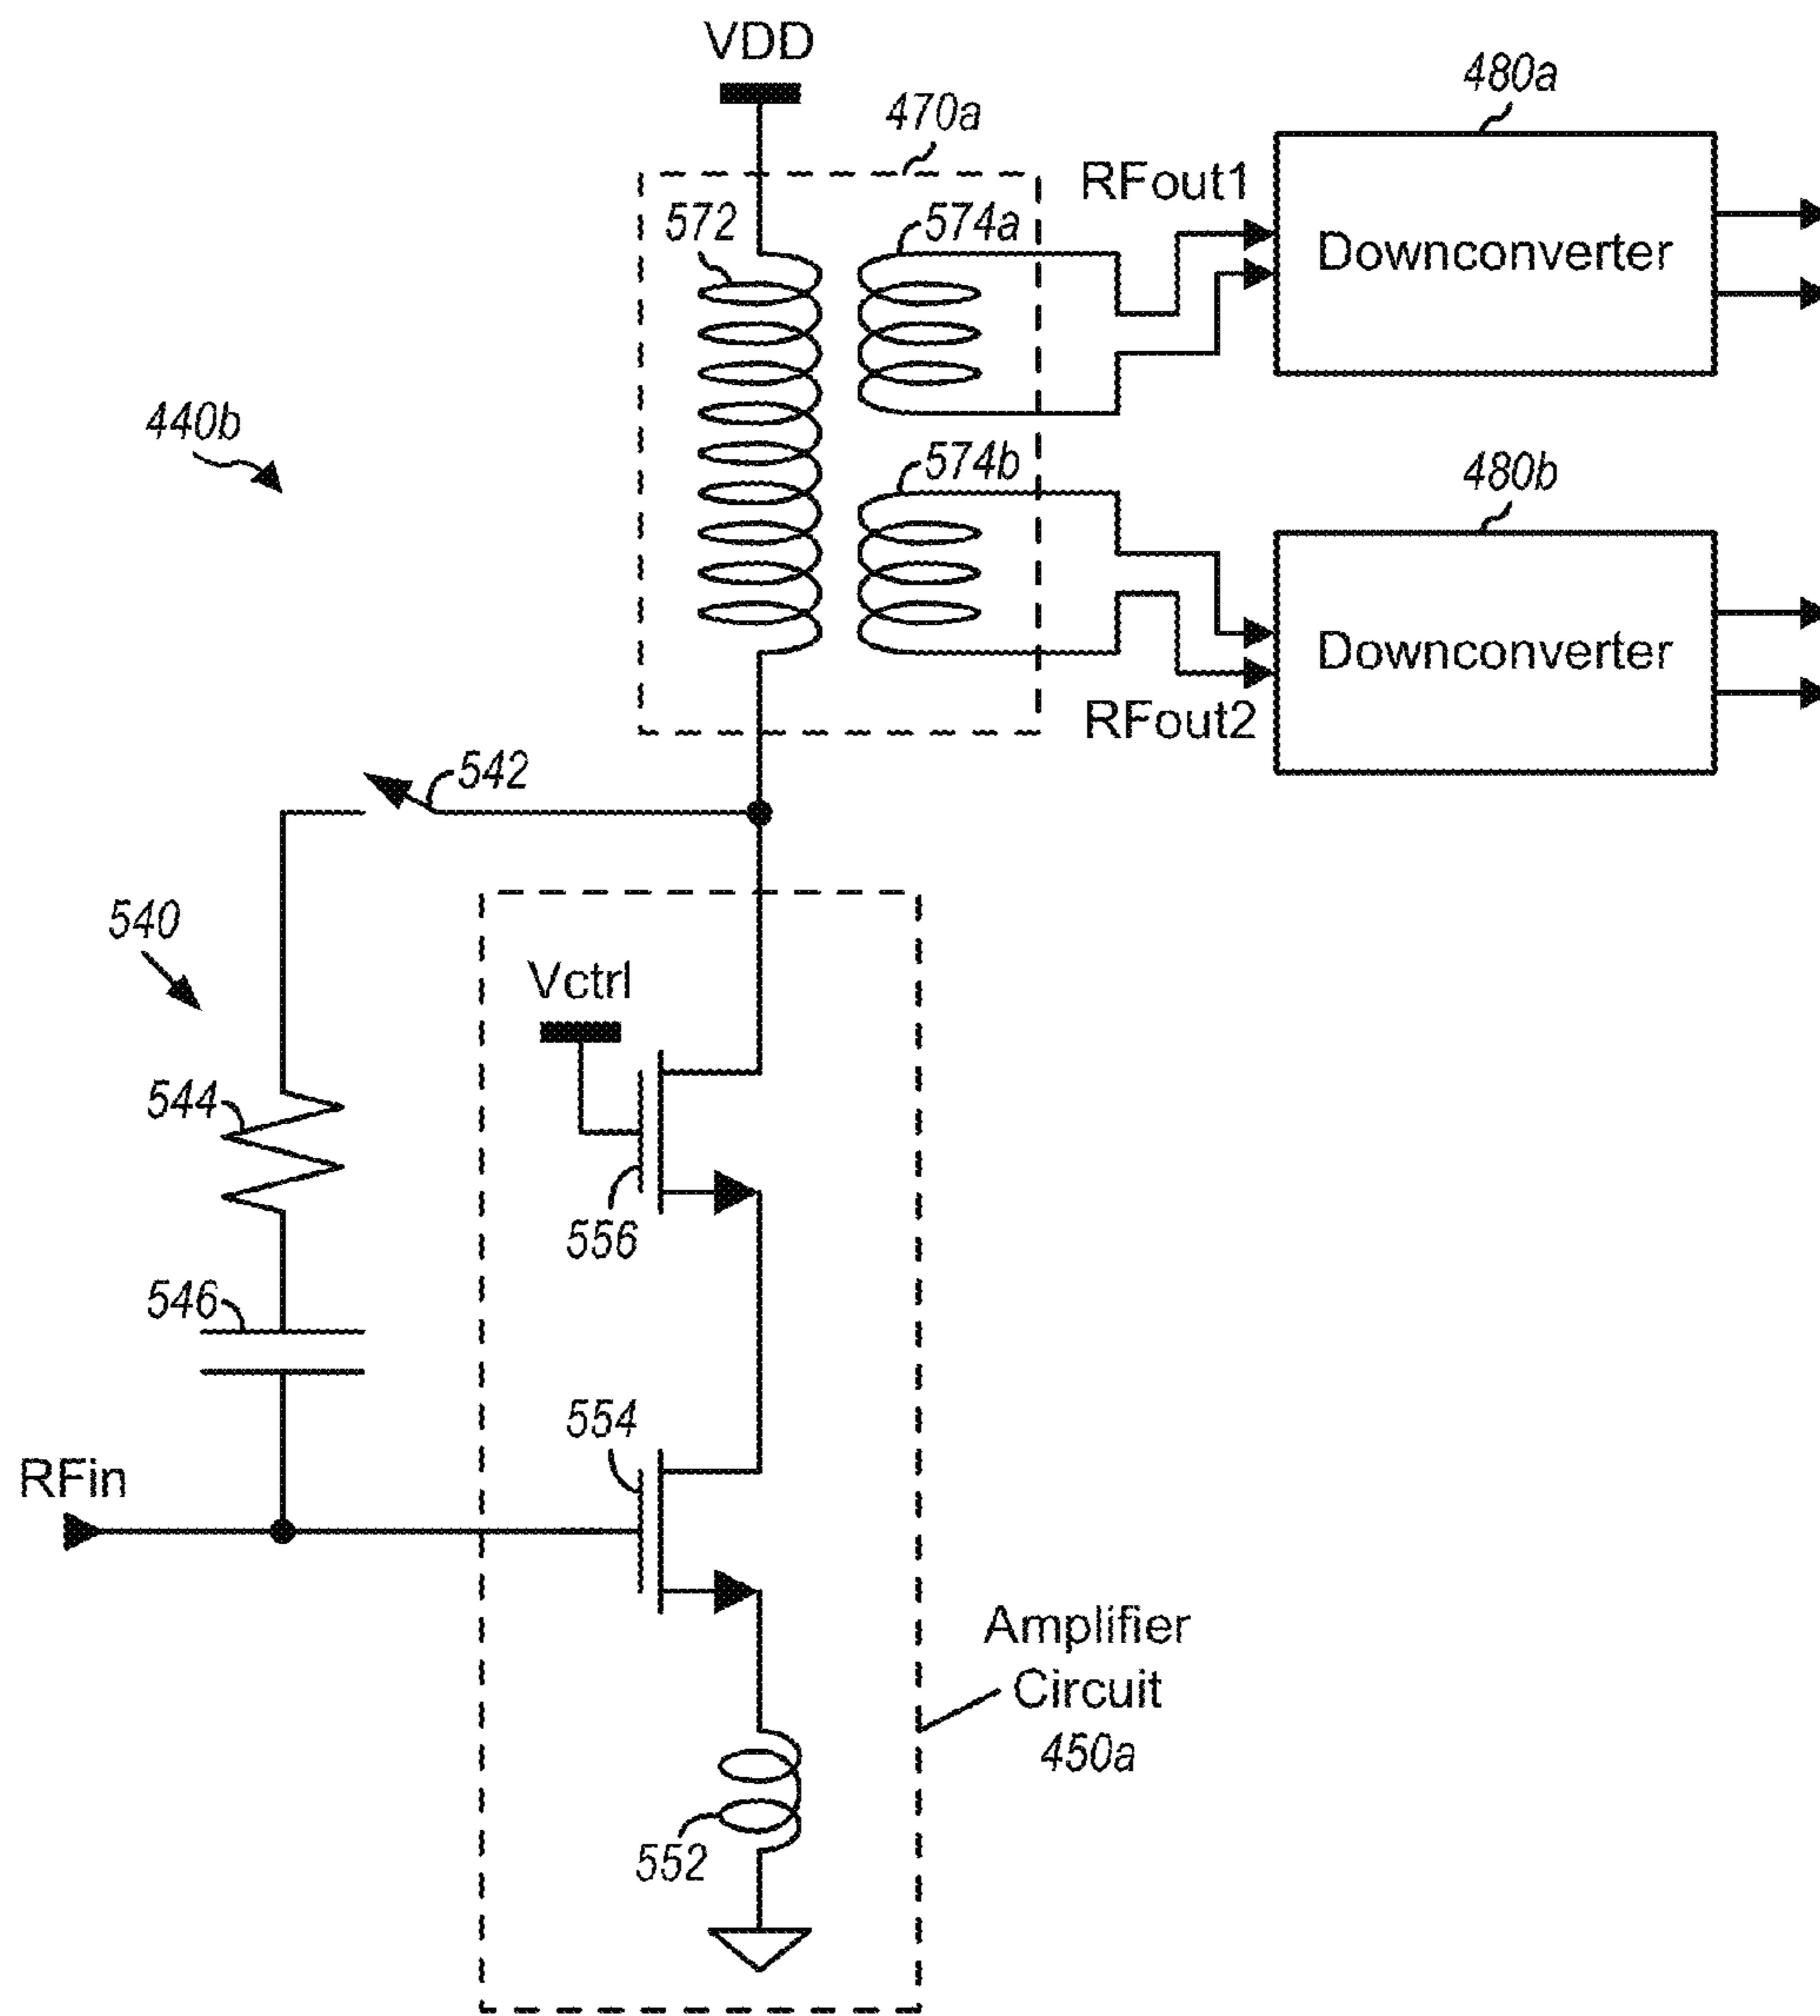 VDD
480a
470a
RFout1
572
574a
Downconverter
440b
574b
480b
Downconverter
RFout2
542
540
Vctrl
544
556
546
554
RFin
Amplifier
Circuit
450a
552